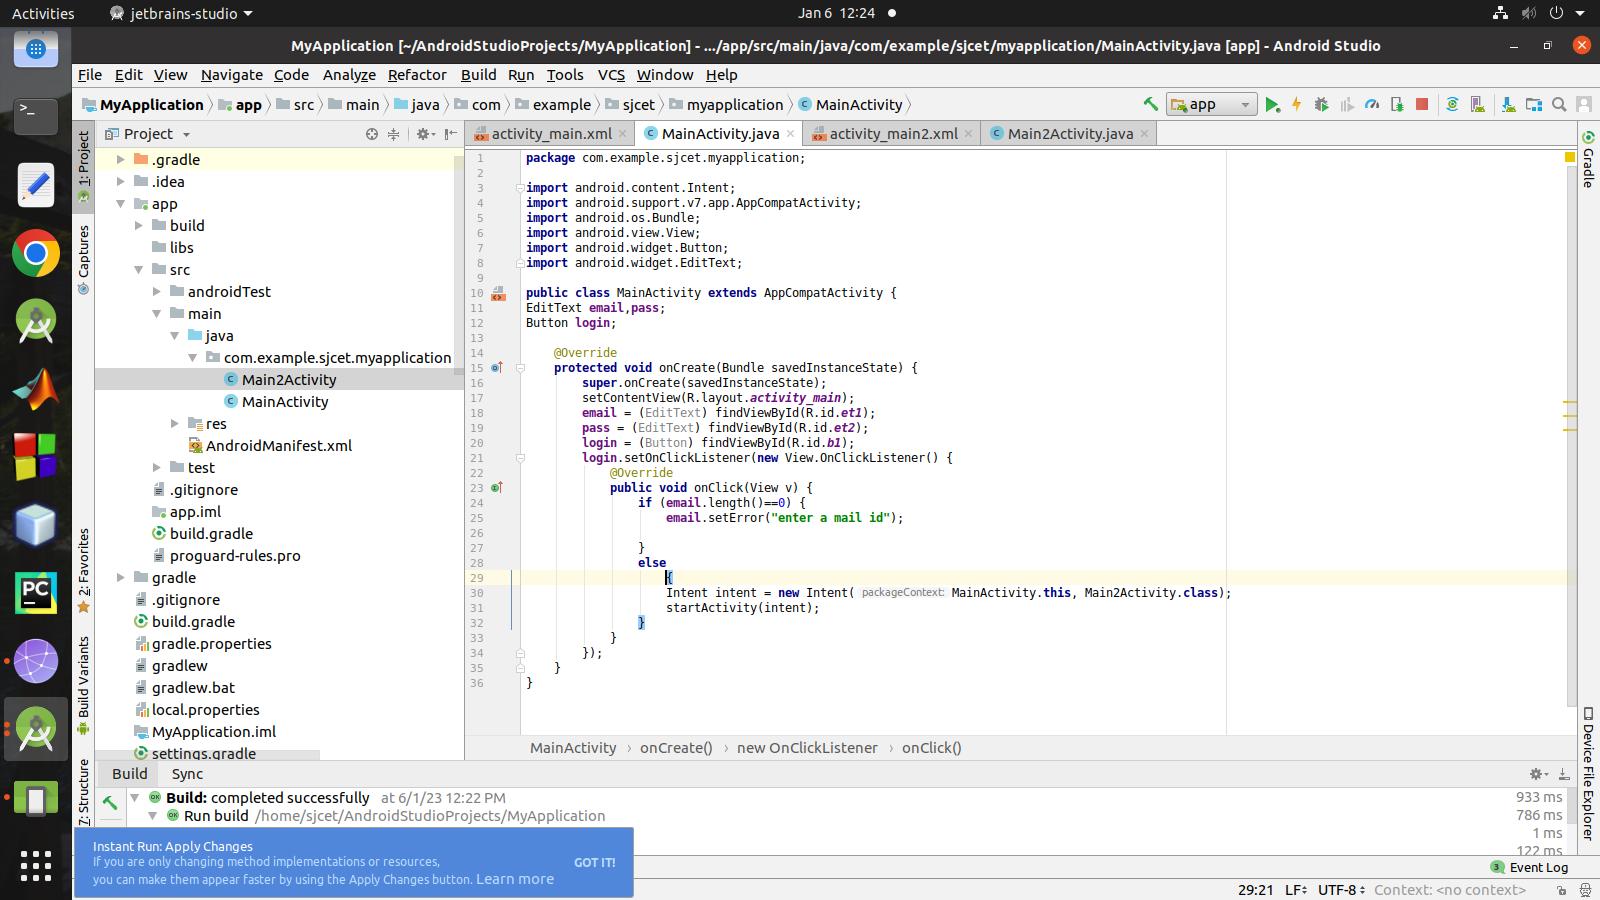 Activities jetbrains-studio Jan 6 12:24
MyApplication [~/AndroidStudioProjects/MyApplication] - .../app/src/main/java/com/example/sjcet/myapplication/MainActivity.java [app] - Android Studio
File Edit View Navigate Code Analyze Refactor Build Run Tools VCS Window Help
MyApplication app src main java com example sjcet myapplication MainActivity app
Project activity_main.xml MainActivity.java activity_main2.xml Main2Activity.java
1: Project
Captures
2: Favorites
Build Variants
7: Structure
.gradle
.idea
app
build
libs
src
androidTest
main
java
com.example.sjcet.myapplication
Main2Activity
MainActivity
res
AndroidManifest.xml
test
.gitignore
app.iml
build.gradle
proguard-rules.pro
gradle
.gitignore
build.gradle
gradle.properties
gradlew
gradlew.bat
local.properties
MyApplication.iml
settings.gradle
1 package com.example.sjcet.myapplication;
2
3 import android.content.Intent;
4 import android.support.v7.app.AppCompatActivity;
5 import android.os.Bundle;
6 import android.view.View;
7 import android.widget.Button;
8 import android.widget.EditText;
9
10 public class MainActivity extends AppCompatActivity {
11 EditText email,pass;
12 Button login;
13
14 @Override
15 protected void onCreate(Bundle savedInstanceState) {
16 super.onCreate(savedInstanceState);
17 setContentView(R.layout.activity_main);
18 email = (EditText) findViewById(R.id.et1);
19 pass = (EditText) findViewById(R.id.et2);
20 login = (Button) findViewById(R.id.b1);
21 login.setOnClickListener(new View.OnClickListener() {
22 @Override
23 public void onClick(View v) {
24 if (email.length()==0) {
25 email.setError("enter a mail id");
26
27 }
28 else
29 {
30 Intent intent = new Intent( packageContext: MainActivity.this, Main2Activity.class);
31 startActivity(intent);
32 }
33 }
34 });
35 }
36 }
MainActivity › onCreate() › new OnClickListener › onClick()
Gradle
Device File Explorer
Build Sync
Build: completed successfully at 6/1/23 12:22 PM 933 ms
Run build /home/sjcet/AndroidStudioProjects/MyApplication 786 ms
1 ms
122 ms
Instant Run: Apply Changes
If you are only changing method implementations or resources,
you can make them appear faster by using the Apply Changes button. Learn more
GOT IT!
3 Event Log
29:21 LF UTF-8 Context: <no context>
PC